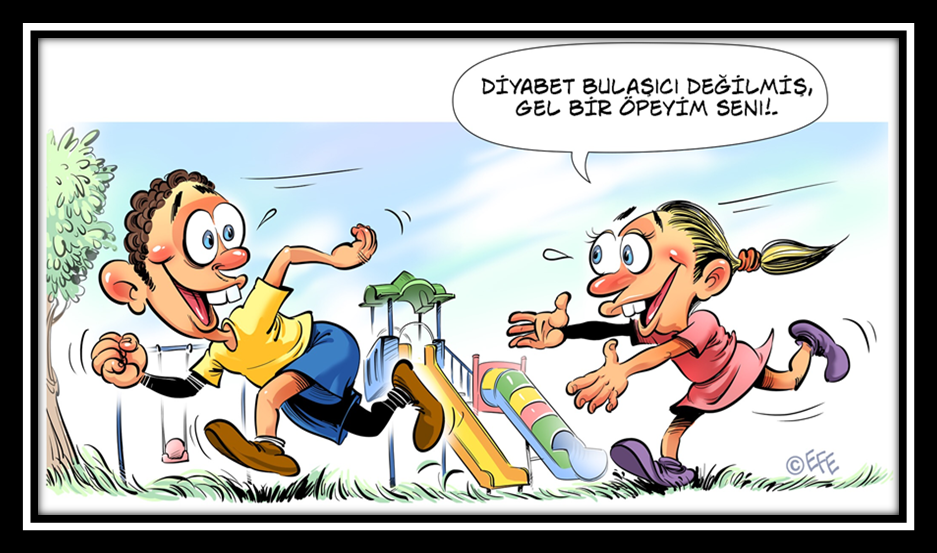 DİYABET BULAŞICI DEĞİLMİŞ,
GEL BİR ÖPEYİM SENI!.
©EFE